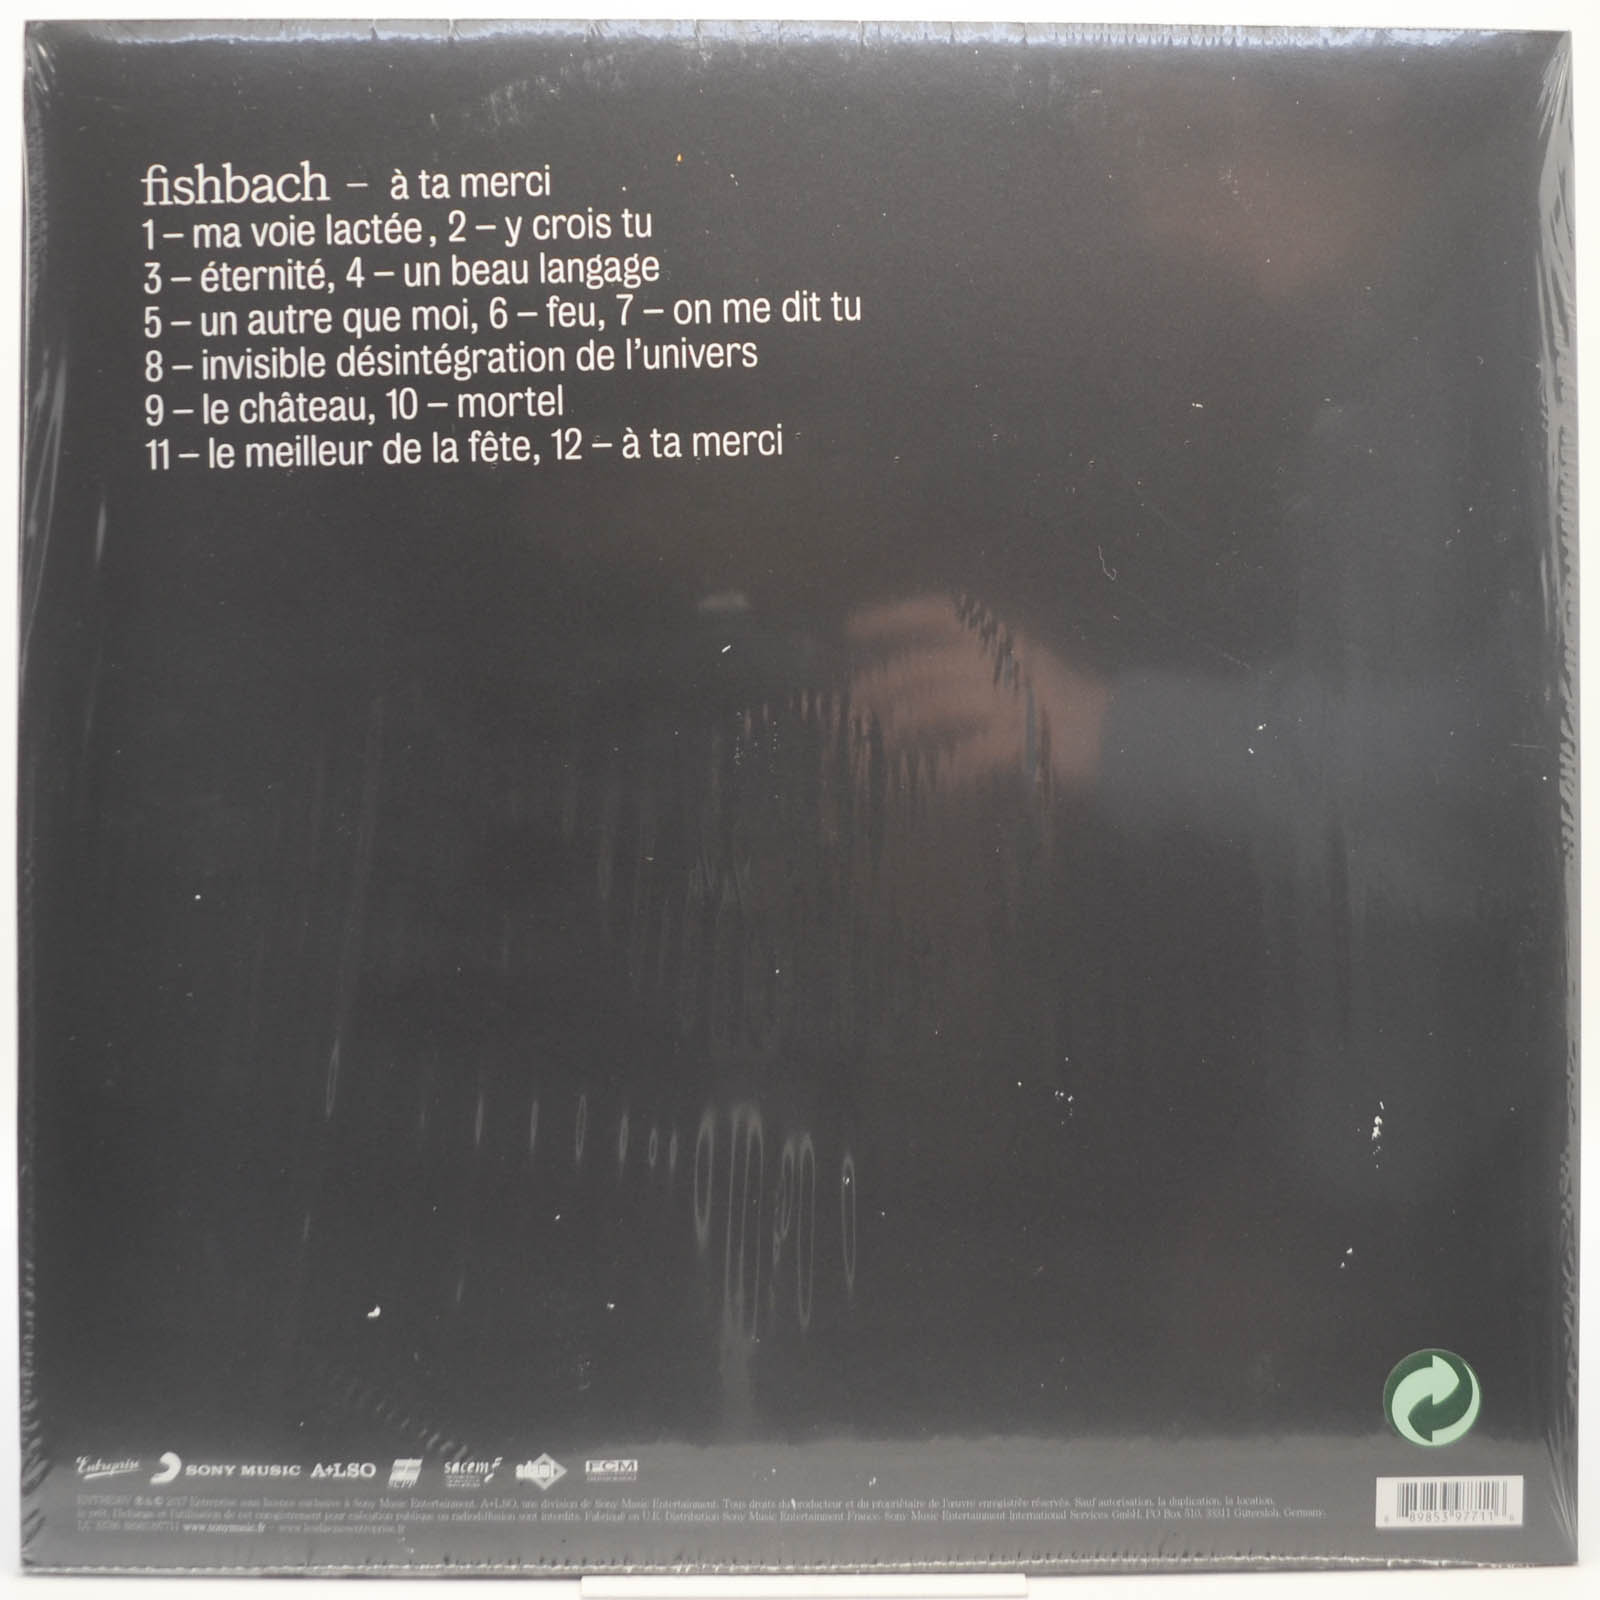 fishbach – à ta merci
1 – ma voie lactée, 2 – y crois tu
3 – éternité, 4 – un beau langage
5 – un autre que moi, 6 – feu, 7 – on me dit tu
8 – invisible désintégration de l'univers
9 – le château, 10 – mortel
11 – le meilleur de la fête, 12 – à ta merci
Entreprise SONY MUSIC A+LSO sacem adami FCM
2017 Entreprise sous licence exclusive à Sony Music Entertainment. A+LSO, une division de Sony Music Entertainment. Tous droits du producteur et du propriétaire de l'œuvre enregistrée réservés. Sauf autorisation, la duplication, la location,
le prêt, l'échange et l'utilisation de cet enregistrement pour exécution publique ou radiodiffusion sont interdits. Fabriqué en U.E. Distribution Sony Music Entertainment France. Sony Music Entertainment International Services GmbH, PO Box 510, 33311 Gütersloh, Germany.
www.sonymusic.fr –
89853 97711